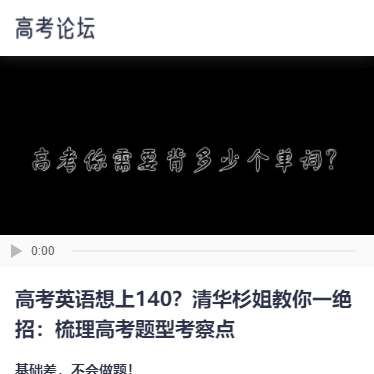 高考论坛
高考你需要背多少个单词?
0:00
高考英语想上140？清华杉姐教你一绝
招：梳理高考题型考察点
基础差，不会做题！